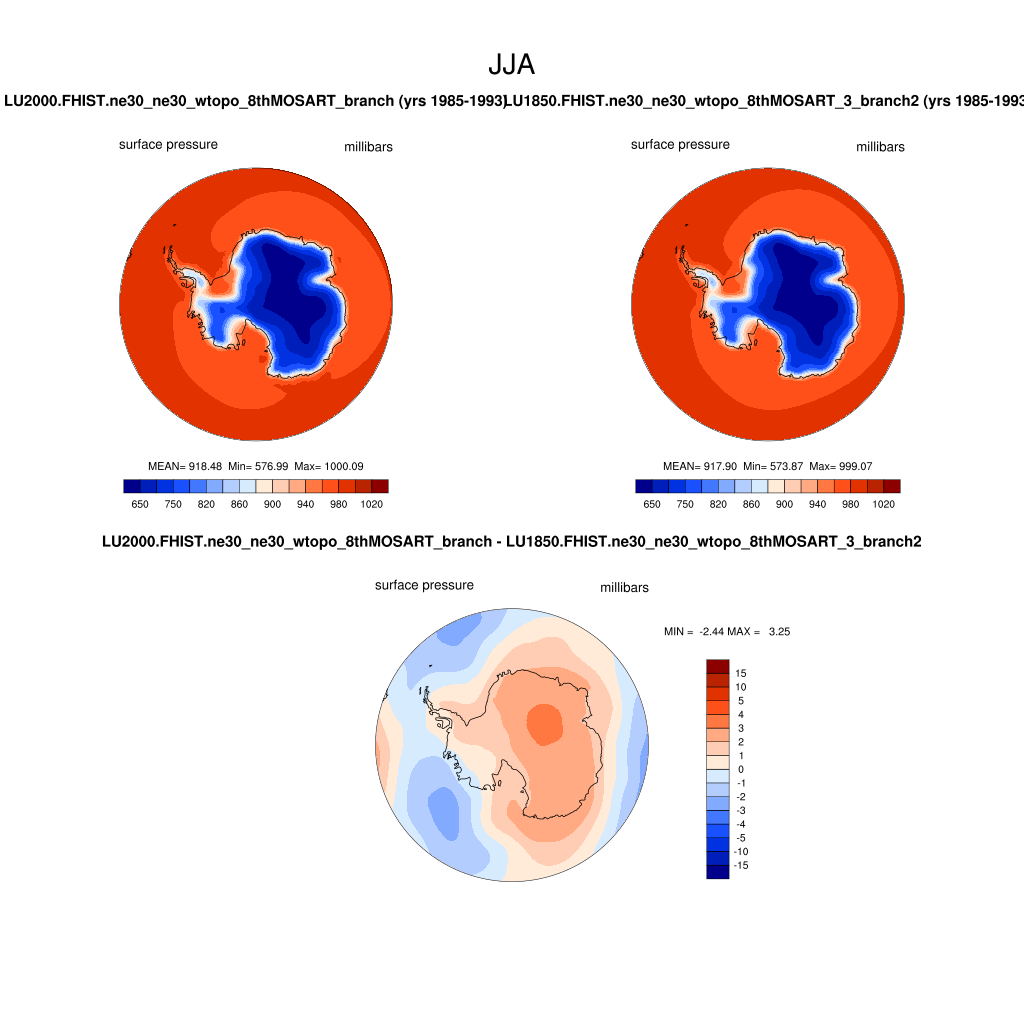 JJA
LU2000.FHIST.ne30_ne30_wtopo_8thMOSART_branch (yrs 1985-1993)
LU1850.FHIST.ne30_ne30_wtopo_8thMOSART_3_branch2 (yrs 1985-1993
surface pressure millibars
surface pressure millibars
MEAN= 918.48 Min= 576.99 Max= 1000.09
MEAN= 917.90 Min= 573.87 Max= 999.07
650 750 820 860 900 940 980 1020
650 750 820 860 900 940 980 1020
LU2000.FHIST.ne30_ne30_wtopo_8thMOSART_branch - LU1850.FHIST.ne30_ne30_wtopo_8thMOSART_3_branch2
surface pressure millibars
MIN = -2.44 MAX = 3.25
15
10
5
4
3
2
1
0
-1
-2
-3
-4
-5
-10
-15